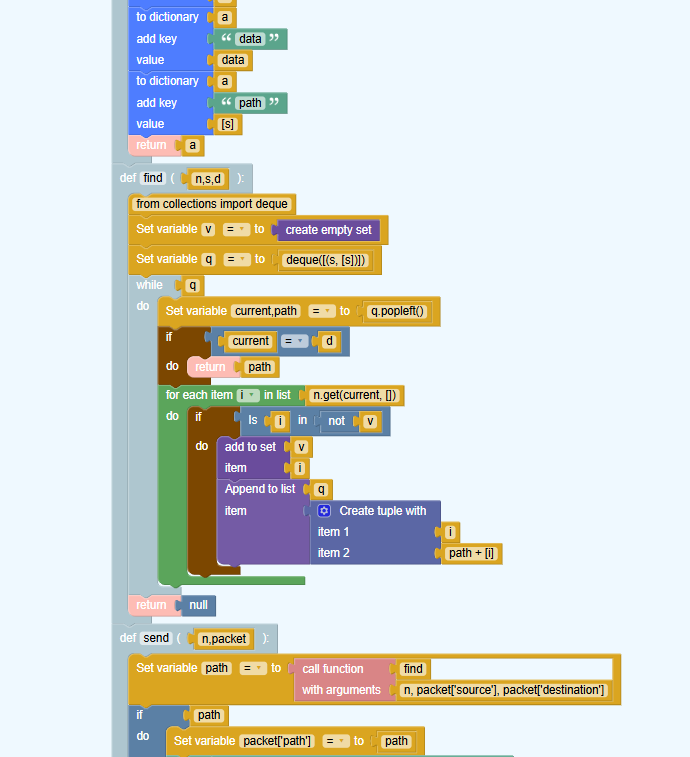 to dictionary a
add key “ data ”
value data
to dictionary a
add key “ path ”
value [s]
return a
def find ( n,s,d ):
from collections import deque
Set variable v = to create empty set
Set variable q = to deque([(s, [s])])
while q
do Set variable current,path = to q.popleft()
if current = d
do return path
for each item i in list n.get(current, [])
do if Is i in not v
do add to set v
item i
Append to list q
item Create tuple with
item 1 i
item 2 path + [i]
return null
def send ( n,packet ):
Set variable path = to call function find
with arguments n, packet['source'], packet['destination']
if path
do Set variable packet['path'] = to path